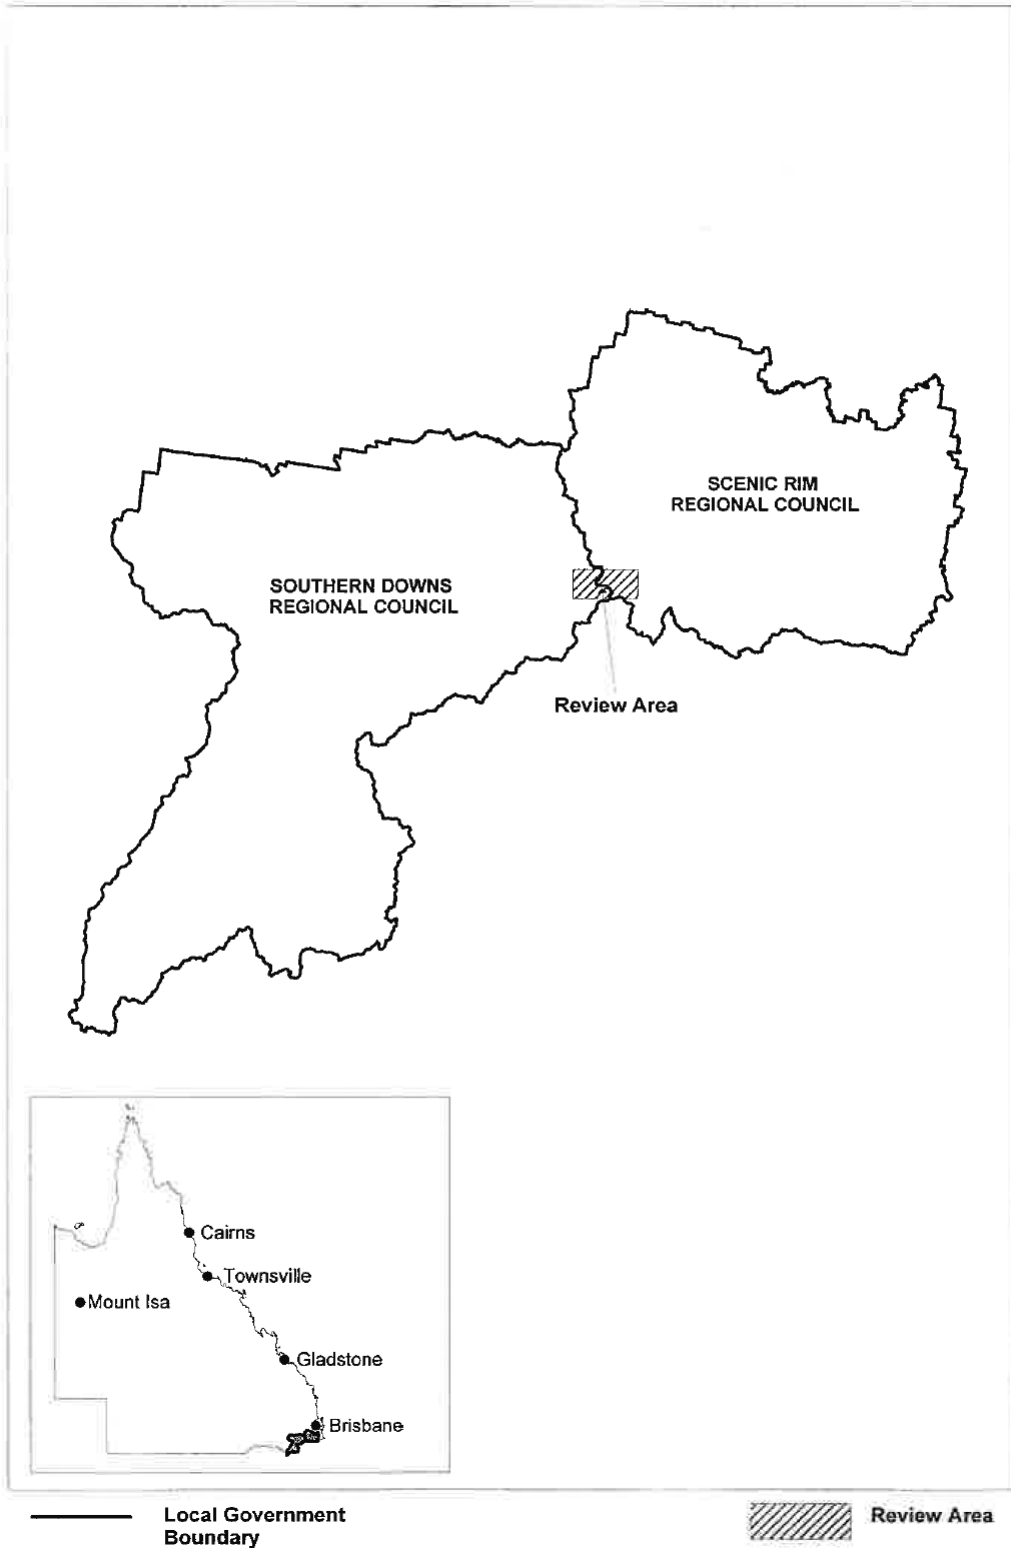 SCENIC RIM
REGIONAL COUNCIL
SOUTHERN DOWNS
REGIONAL COUNCIL
Review Area
Cairns
Townsville
Mount Isa
Gladstone
Brisbane
Local Government
Boundary
Review Area